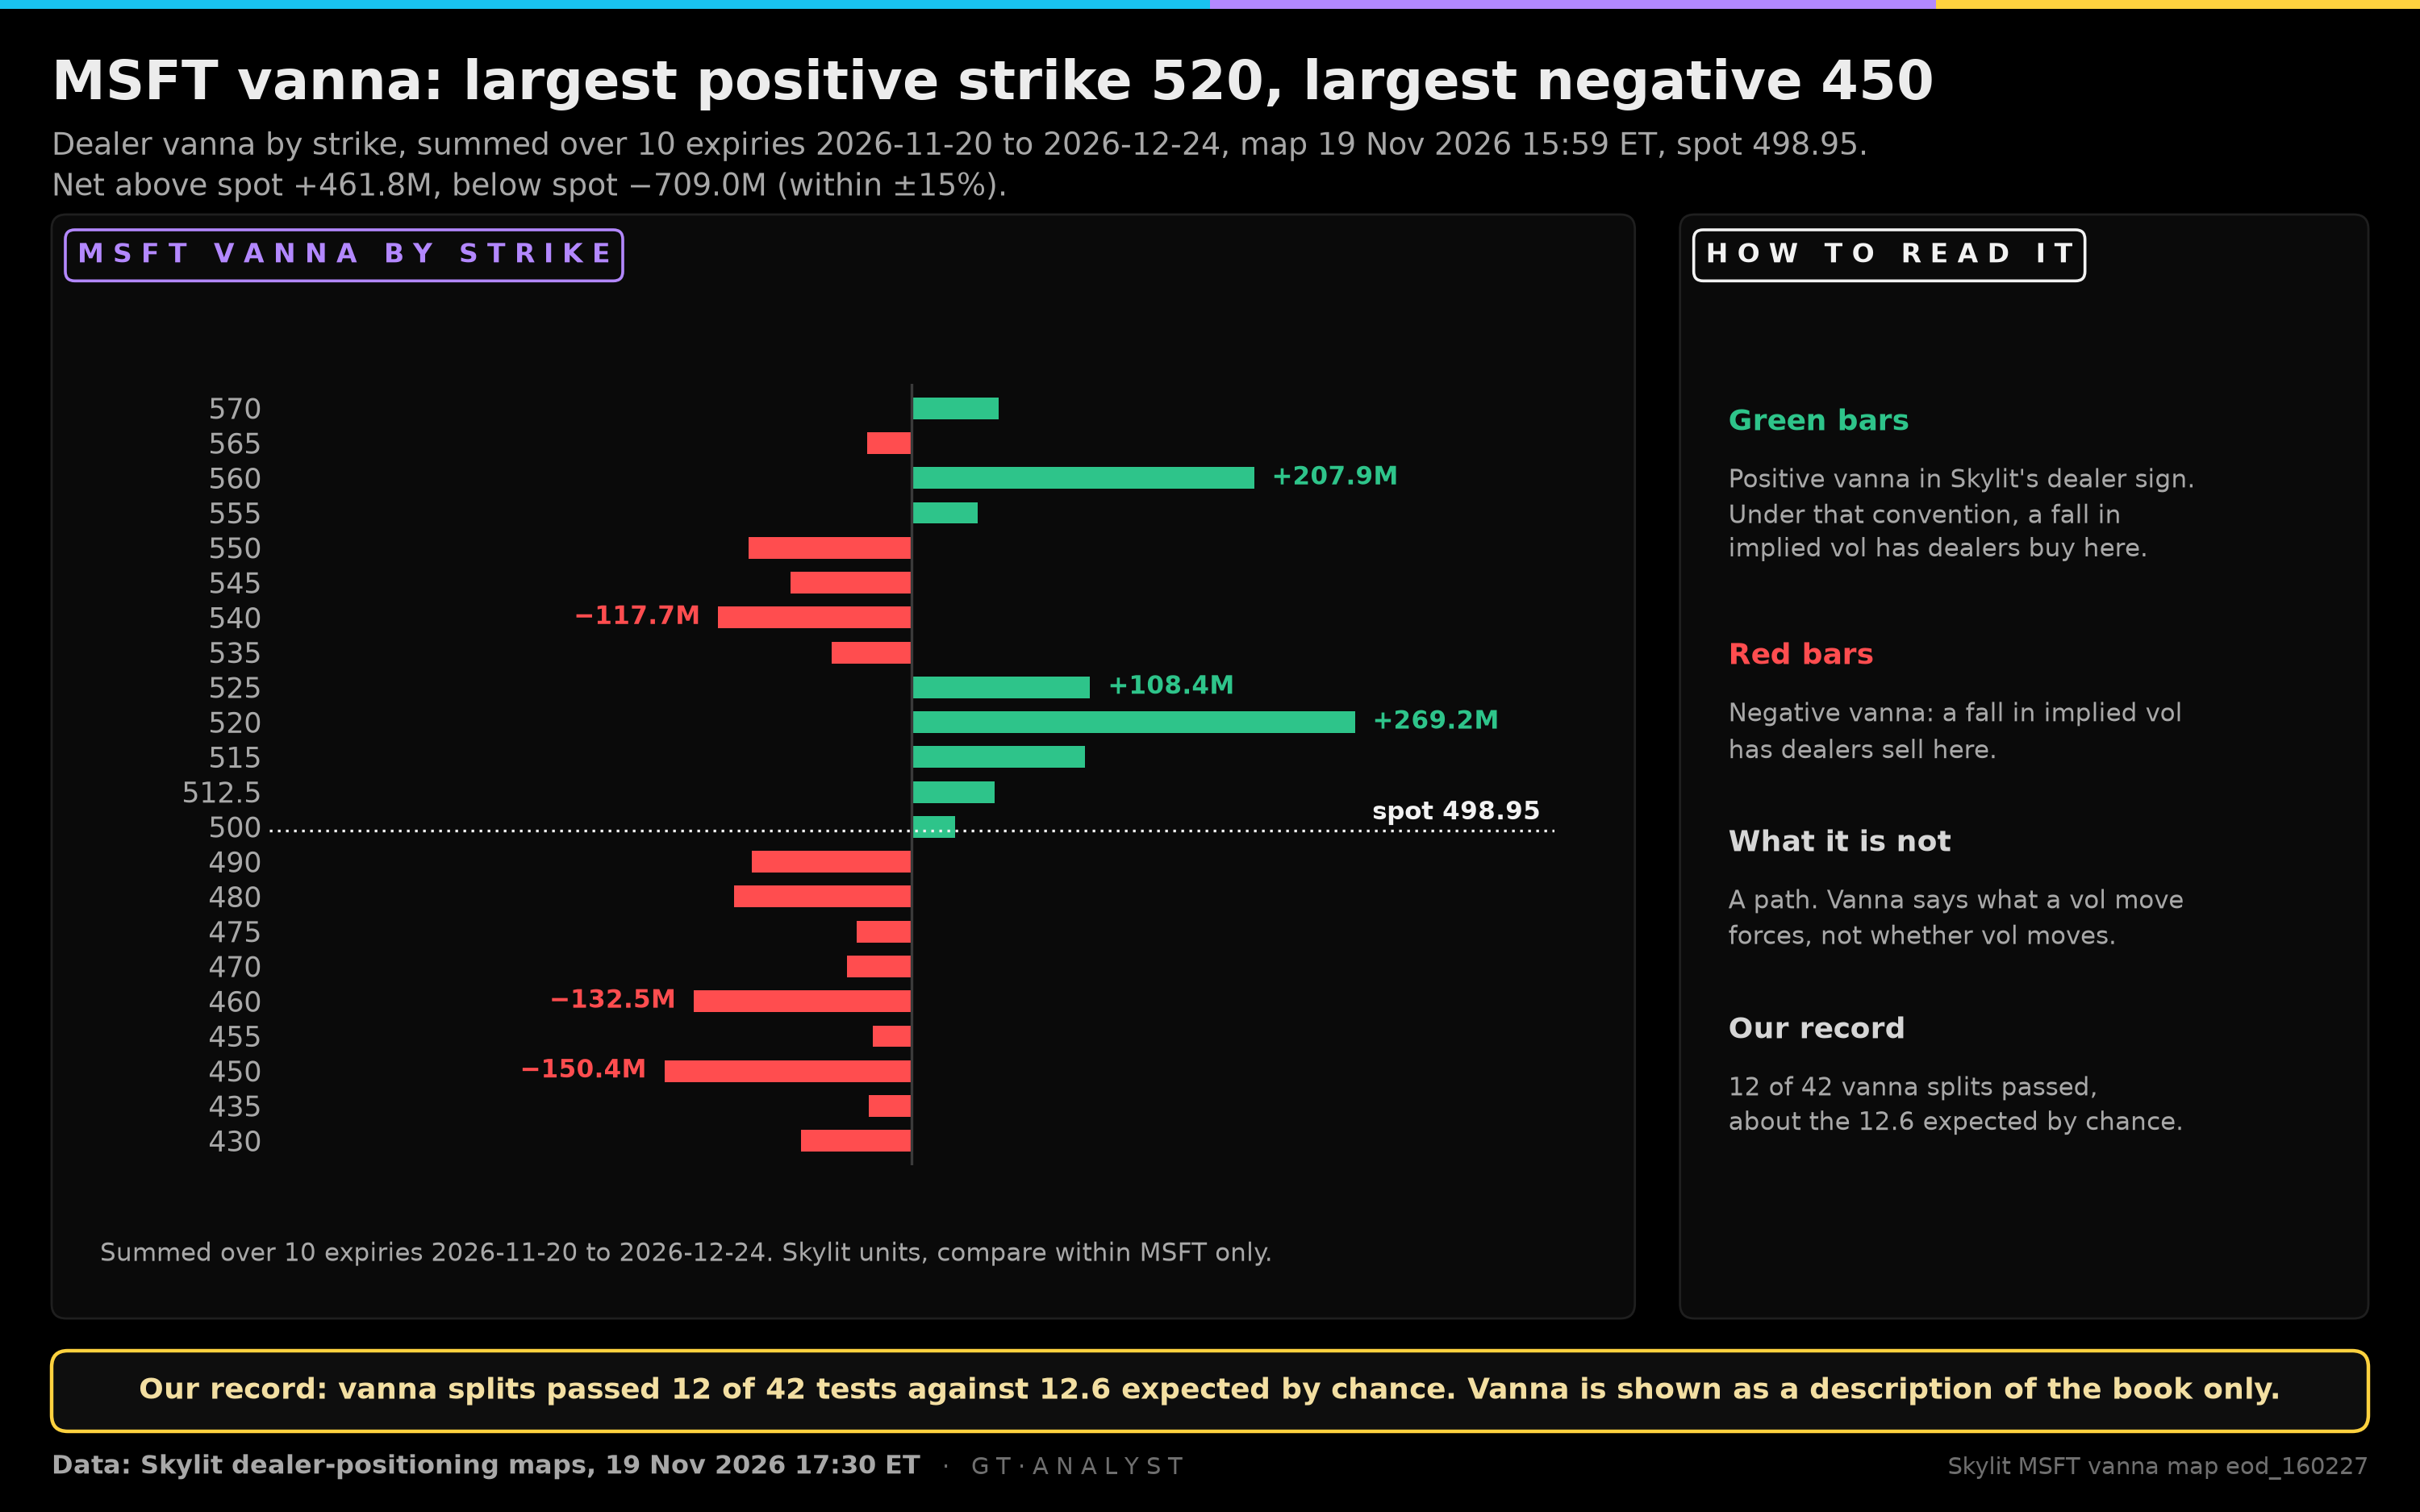 MSFT vanna: largest positive strike 520, largest negative 450
Dealer vanna by strike, summed over 10 expiries 2026-11-20 to 2026-12-24, map 19 Nov 2026 15:59 ET, spot 498.95.
Net above spot +461.8M, below spot −709.0M (within ±15%).
MSFT VANNA BY STRIKE
570
565
560 +207.9M
555
550
545
540 −117.7M
535
525 +108.4M
520 +269.2M
515
512.5
spot 498.95
500
490
480
475
470
460 −132.5M
455
450 −150.4M
435
430
Summed over 10 expiries 2026-11-20 to 2026-12-24. Skylit units, compare within MSFT only.
HOW TO READ IT
Green bars
Positive vanna in Skylit's dealer sign.
Under that convention, a fall in
implied vol has dealers buy here.
Red bars
Negative vanna: a fall in implied vol
has dealers sell here.
What it is not
A path. Vanna says what a vol move
forces, not whether vol moves.
Our record
12 of 42 vanna splits passed,
about the 12.6 expected by chance.
Our record: vanna splits passed 12 of 42 tests against 12.6 expected by chance. Vanna is shown as a description of the book only.
Data: Skylit dealer-positioning maps, 19 Nov 2026 17:30 ET · GT·ANALYST
Skylit MSFT vanna map eod_160227